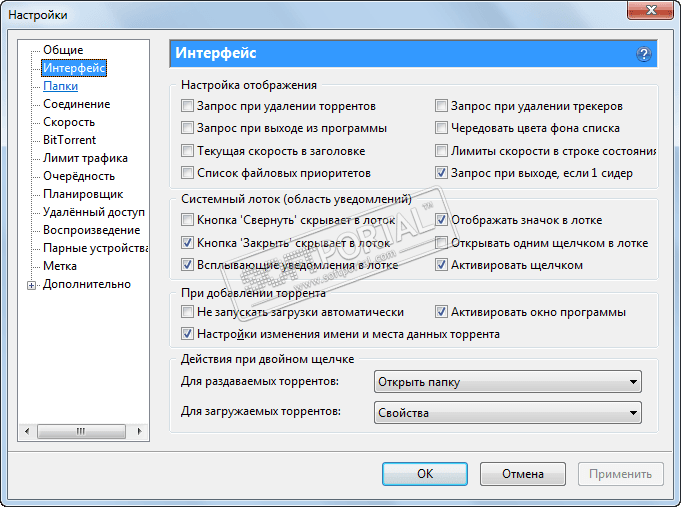 Настройки
Общие
Интерфейс
Папки
Соединение
Скорость
BitTorrent
Лимит трафика
Очерёдность
Планировщик
Удалённый доступ
Воспроизведение
Парные устройства
Метка
Дополнительно
Интерфейс
Настройка отображения
Запрос при удалении торрентов
Запрос при удалении трекеров
Запрос при выходе из программы
Чередовать цвета фона списка
Текущая скорость в заголовке
Лимиты скорости в строке состояния
Список файловых приоритетов
Запрос при выходе, если 1 сидер
Системный лоток (область уведомлений)
Кнопка 'Свернуть' скрывает в лоток
Отображать значок в лотке
Кнопка 'Закрыть' скрывает в лоток
Открывать одним щелчком в лотке
Всплывающие уведомления в лотке
Активировать щелчком
При добавлении торрента
Не запускать загрузки автоматически
Активировать окно программы
Настройки изменения имени и места данных торрента
Действия при двойном щелчке
Для раздаваемых торрентов:
Открыть папку
Для загружаемых торрентов:
Свойства
OK
Отмена
Применить
SOFTPORTAL
TM
www.softportal.com